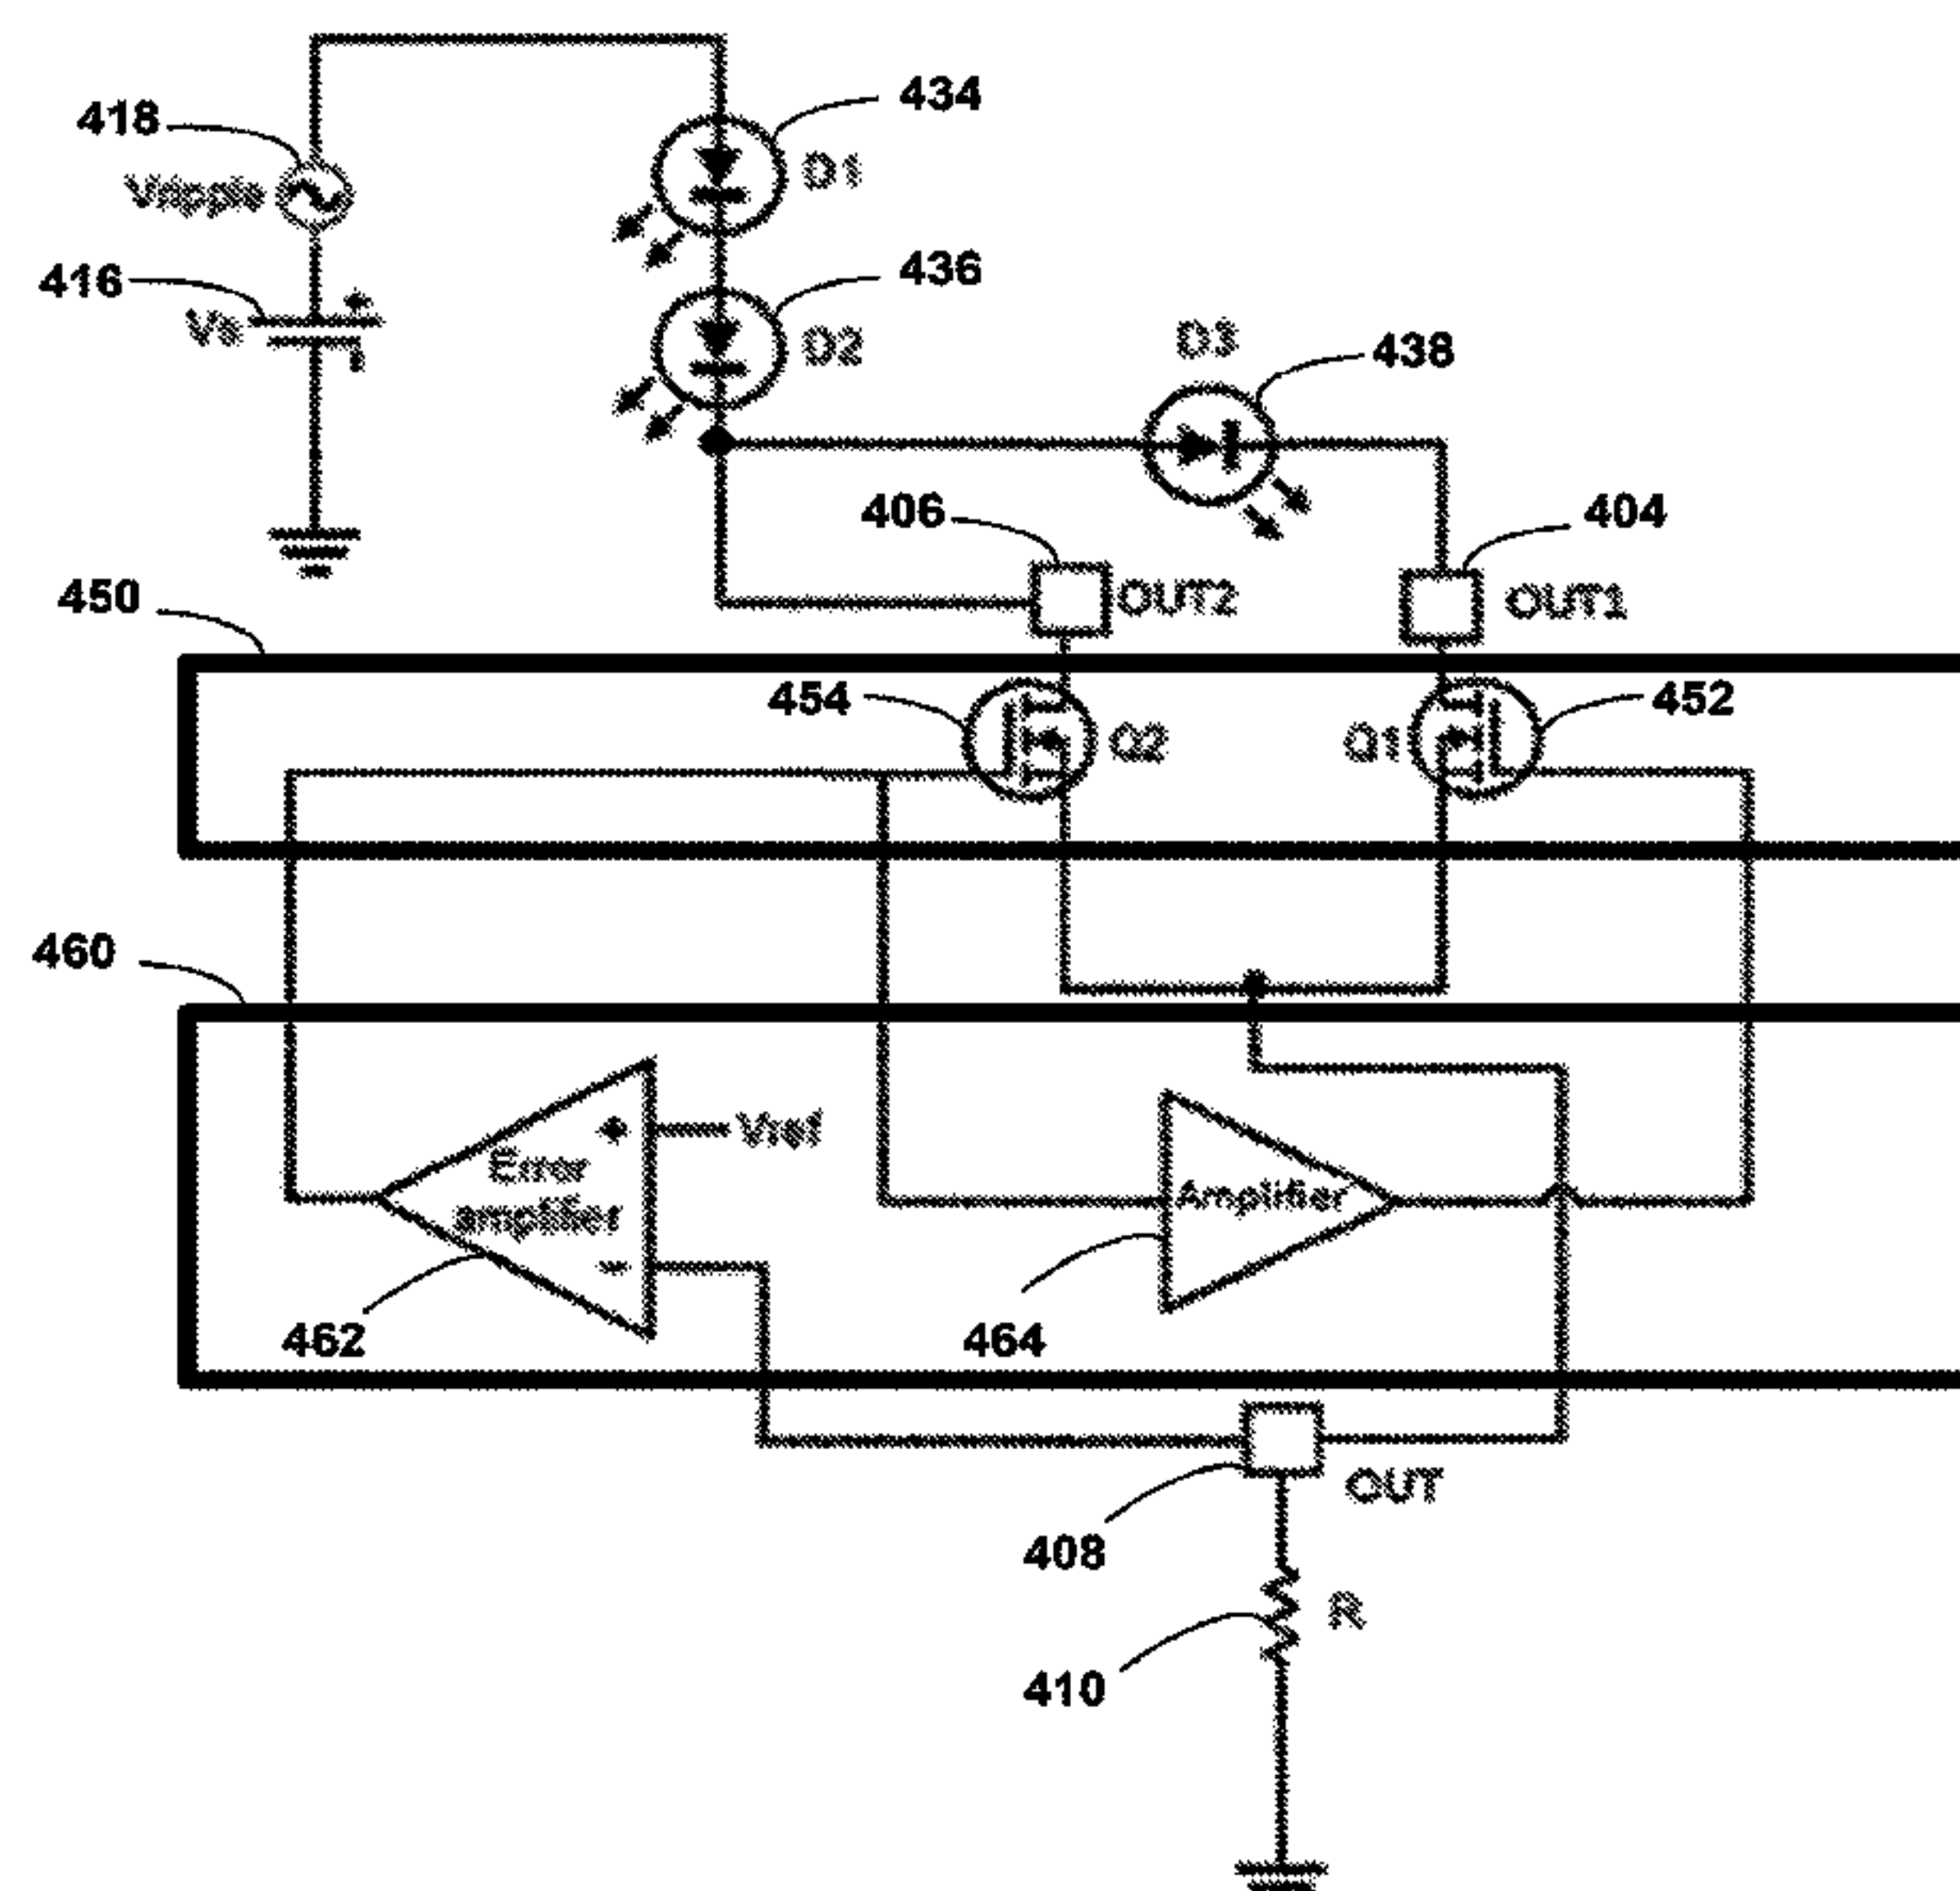 434
418
D1
Vripple
436
416
Vs
D2
D3
438
406
404
OUT2
OUT1
450
454
Q2
Q1
452
460
Vref
Error
amplifier
Amplifier
462
464
OUT
408
R
410